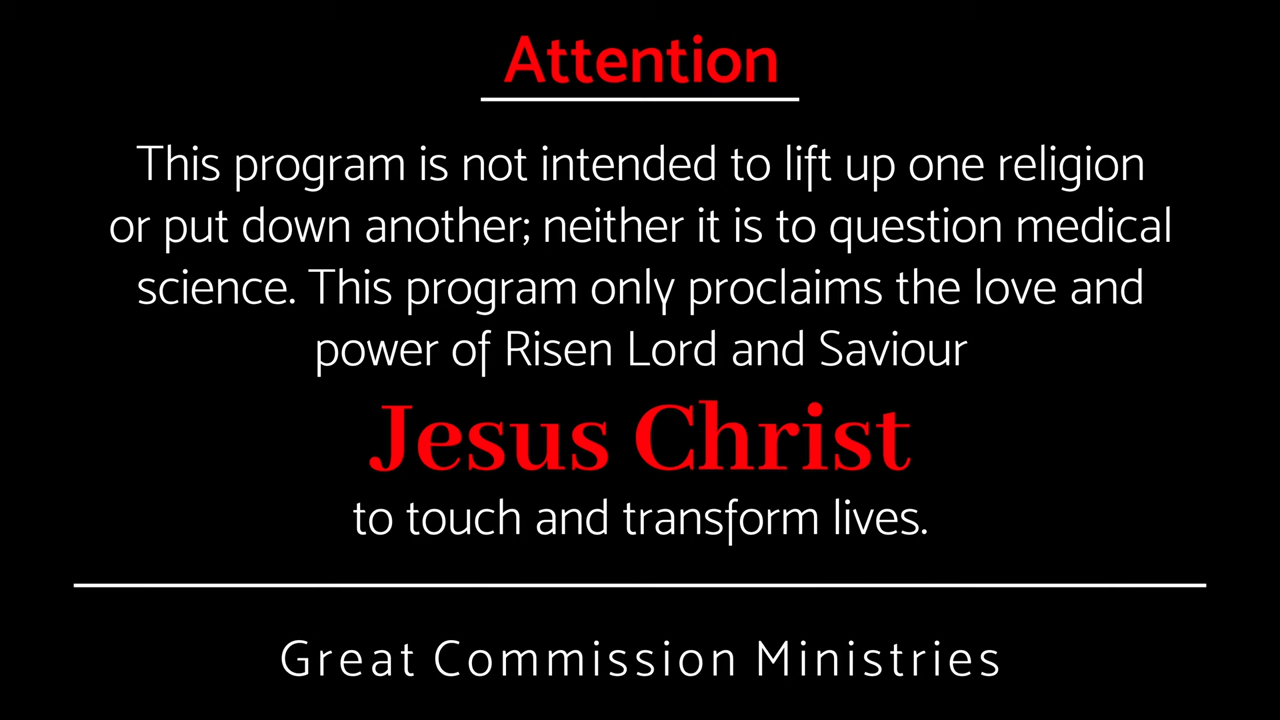 Attention
This program is not intended to lift up one religion
or put down another; neither it is to question medical
science. This program only proclaims the love and
power of Risen Lord and Saviour
Jesus Christ
to touch and transform lives.
Great Commission Ministries